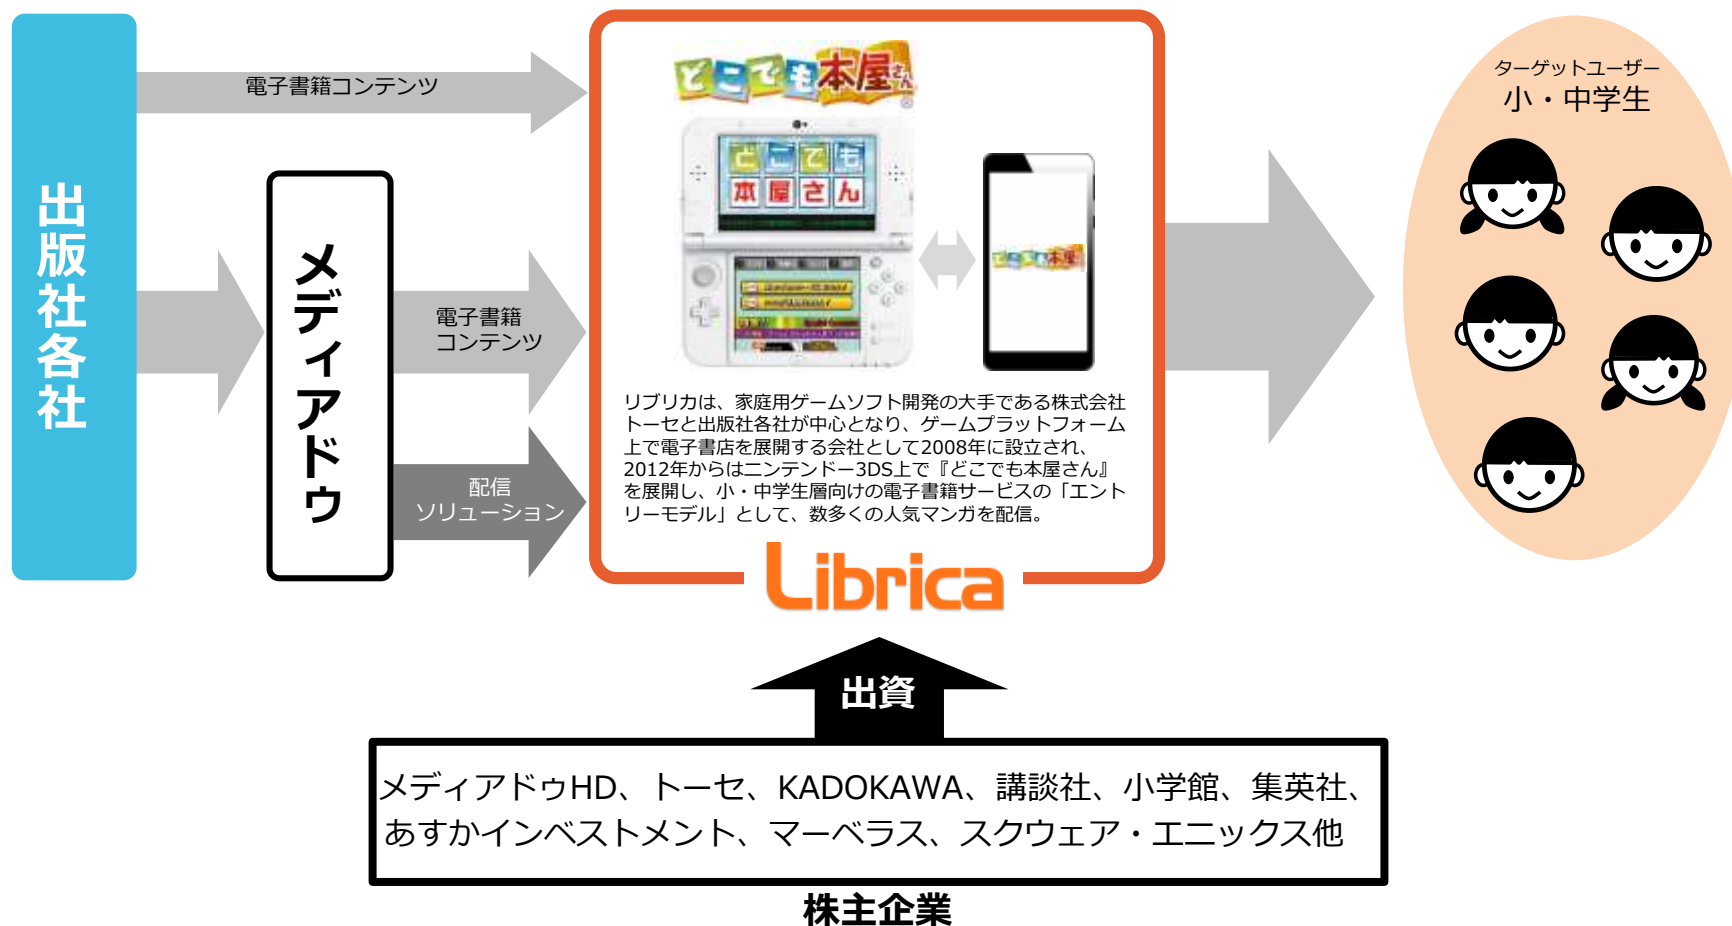 出版社各社
電子書籍コンテンツ
メディアドゥ
電子書籍
コンテンツ
配信
ソリューション
どこでも本屋さん
どこでも
本屋さん
どこでも本屋さん
リブリカは、家庭用ゲームソフト開発の大手である株式会社
トーセと出版社各社が中心となり、ゲームプラットフォーム
上で電子書店を展開する会社として2008年に設立され、
2012年からはニンテンドー3DS上で『どこでも本屋さん』
を展開し、小・中学生層向けの電子書籍サービスの「エント
リーモデル」として、数多くの人気マンガを配信。
Librica
ターゲットユーザー
小・中学生
出資
メディアドゥHD、トーセ、KADOKAWA、講談社、小学館、集英社、
あすかインベストメント、マーベラス、スクウェア・エニックス他
株主企業